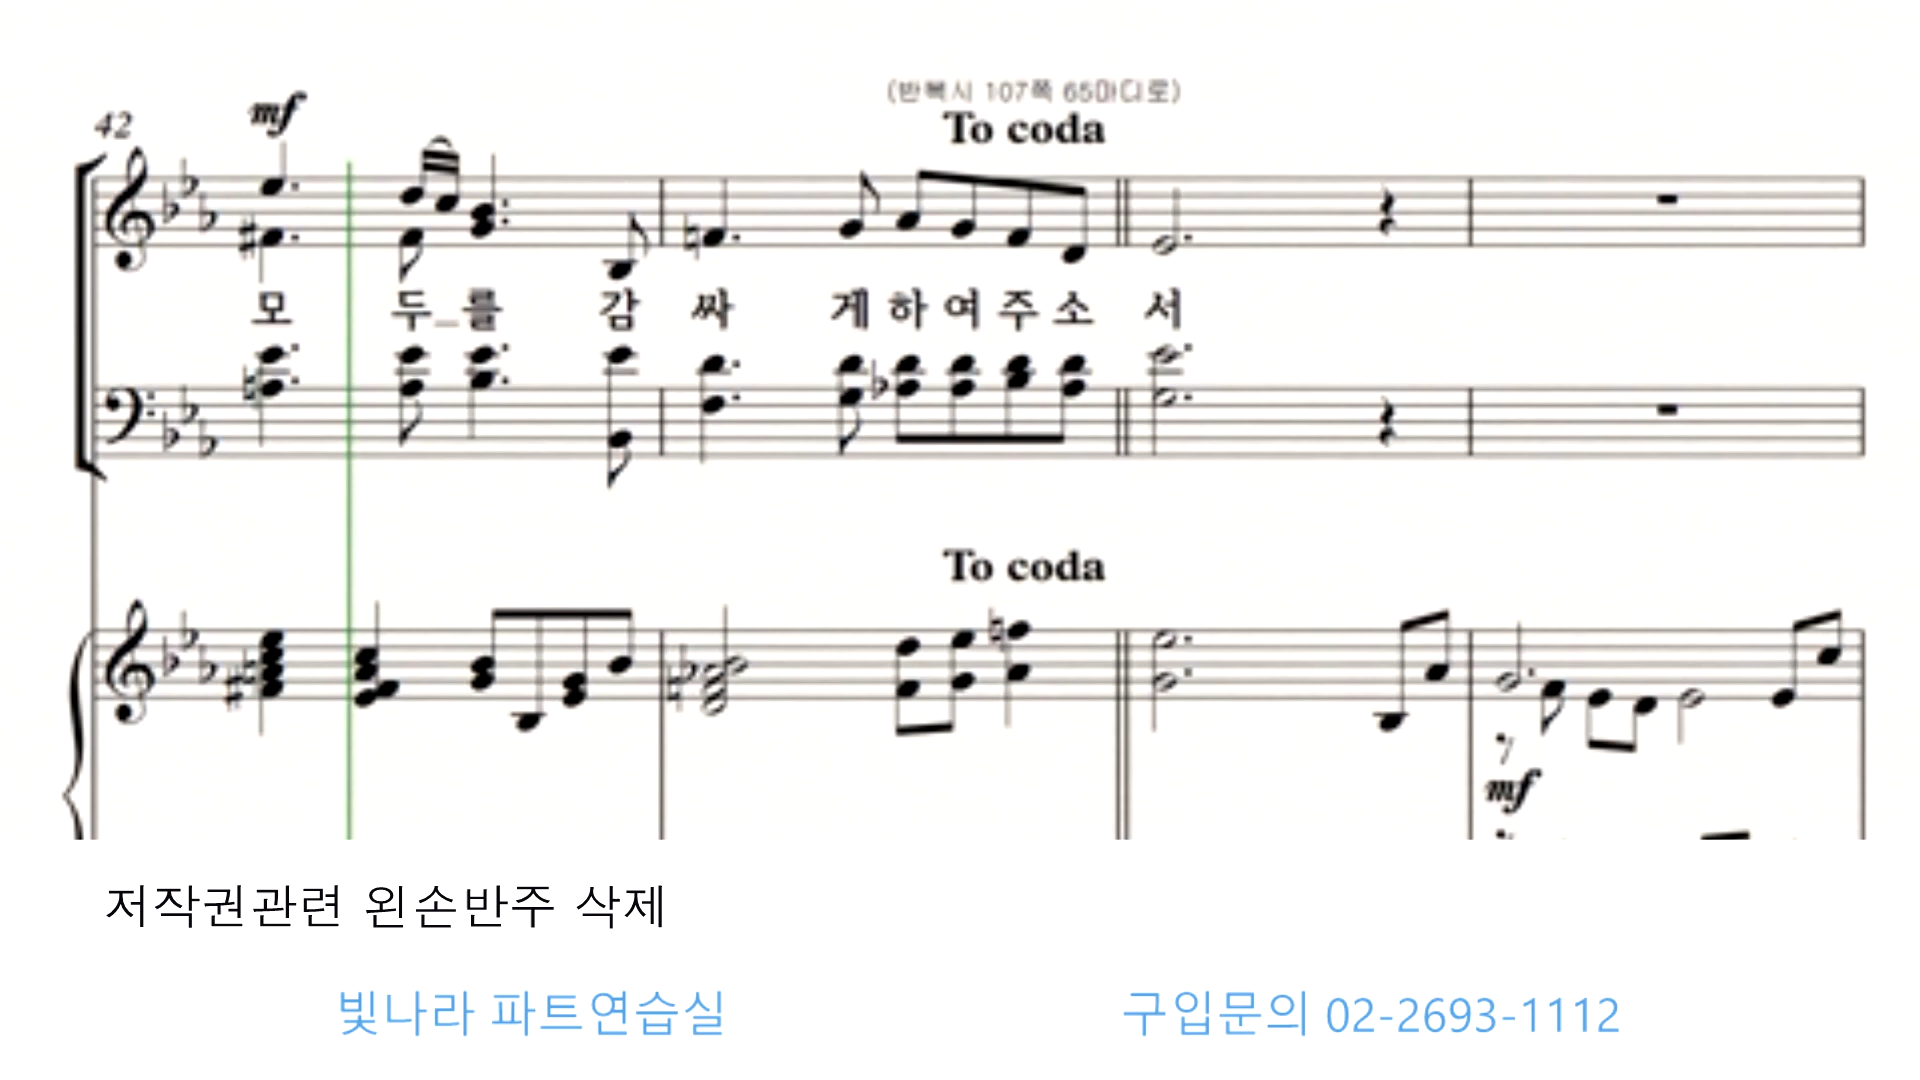 (반복시 107쪽 65마디로)
42
mf
To coda
모 두_를 감 싸 게 하 여 주 소 서
To coda
mf
저작권관련 왼손반주 삭제
빛나라 파트연습실
구입문의 02-2693-1112